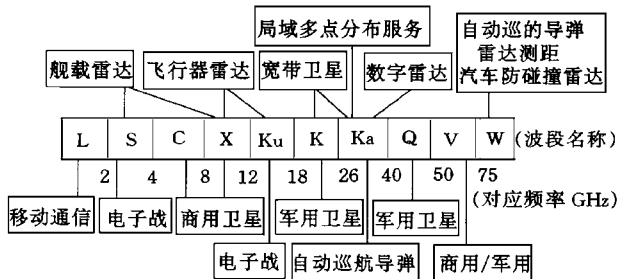 局域多点分布服务
自动巡的导弹
雷达测距
汽车防碰撞雷达
舰载雷达
飞行器雷达
宽带卫星
数字雷达
L S C X Ku K Ka Q V W (波段名称)
2 4 8 12 18 26 40 50 75
(对应频率 GHz)
移动通信
电子战
商用卫星
军用卫星
军用卫星
电子战
自动巡航导弹
商用/军用